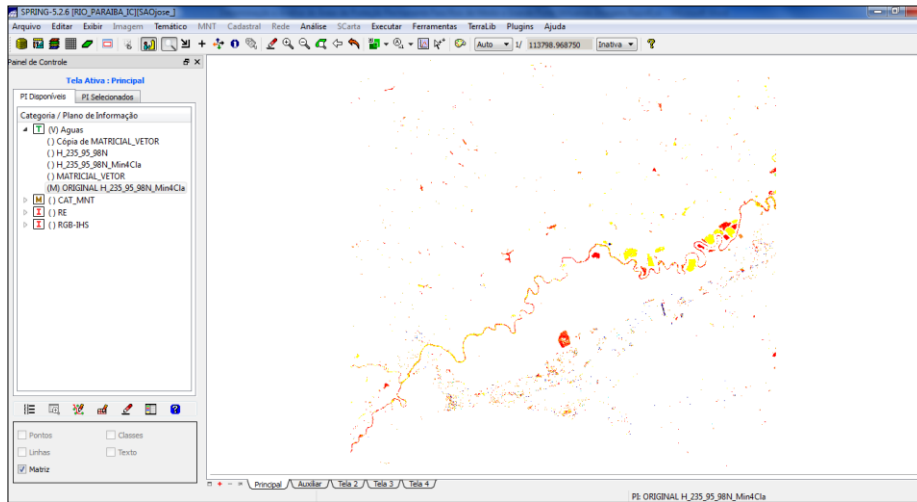 SPRING-5.2.6 [RIO_PARAIBA_IC][SAOjose_]
Arquivo Editar Exibir Imagem Temático MNT Cadastral Rede Análise SCarta Executar Ferramentas TerraLib Plugins Ajuda
Auto 1/ 113798.968750 Inativa
Painel de Controle
Tela Ativa : Principal
PI Disponíveis PI Selecionados
Categoria / Plano de Informação
(V) Aguas
() Cópia de MATRICIAL_VETOR
() H_235_95_98N
() H_235_95_98N_Min4Cla
() MATRICIAL_VETOR
(M) ORIGINAL H_235_95_98N_Min4Cla
() CAT_MNT
() RE
() RGB-IHS
Pontos Classes
Linhas Texto
Matriz
Principal Auxiliar Tela 2 Tela 3 Tela 4
PI: ORIGINAL H_235_95_98N_Min4Cla